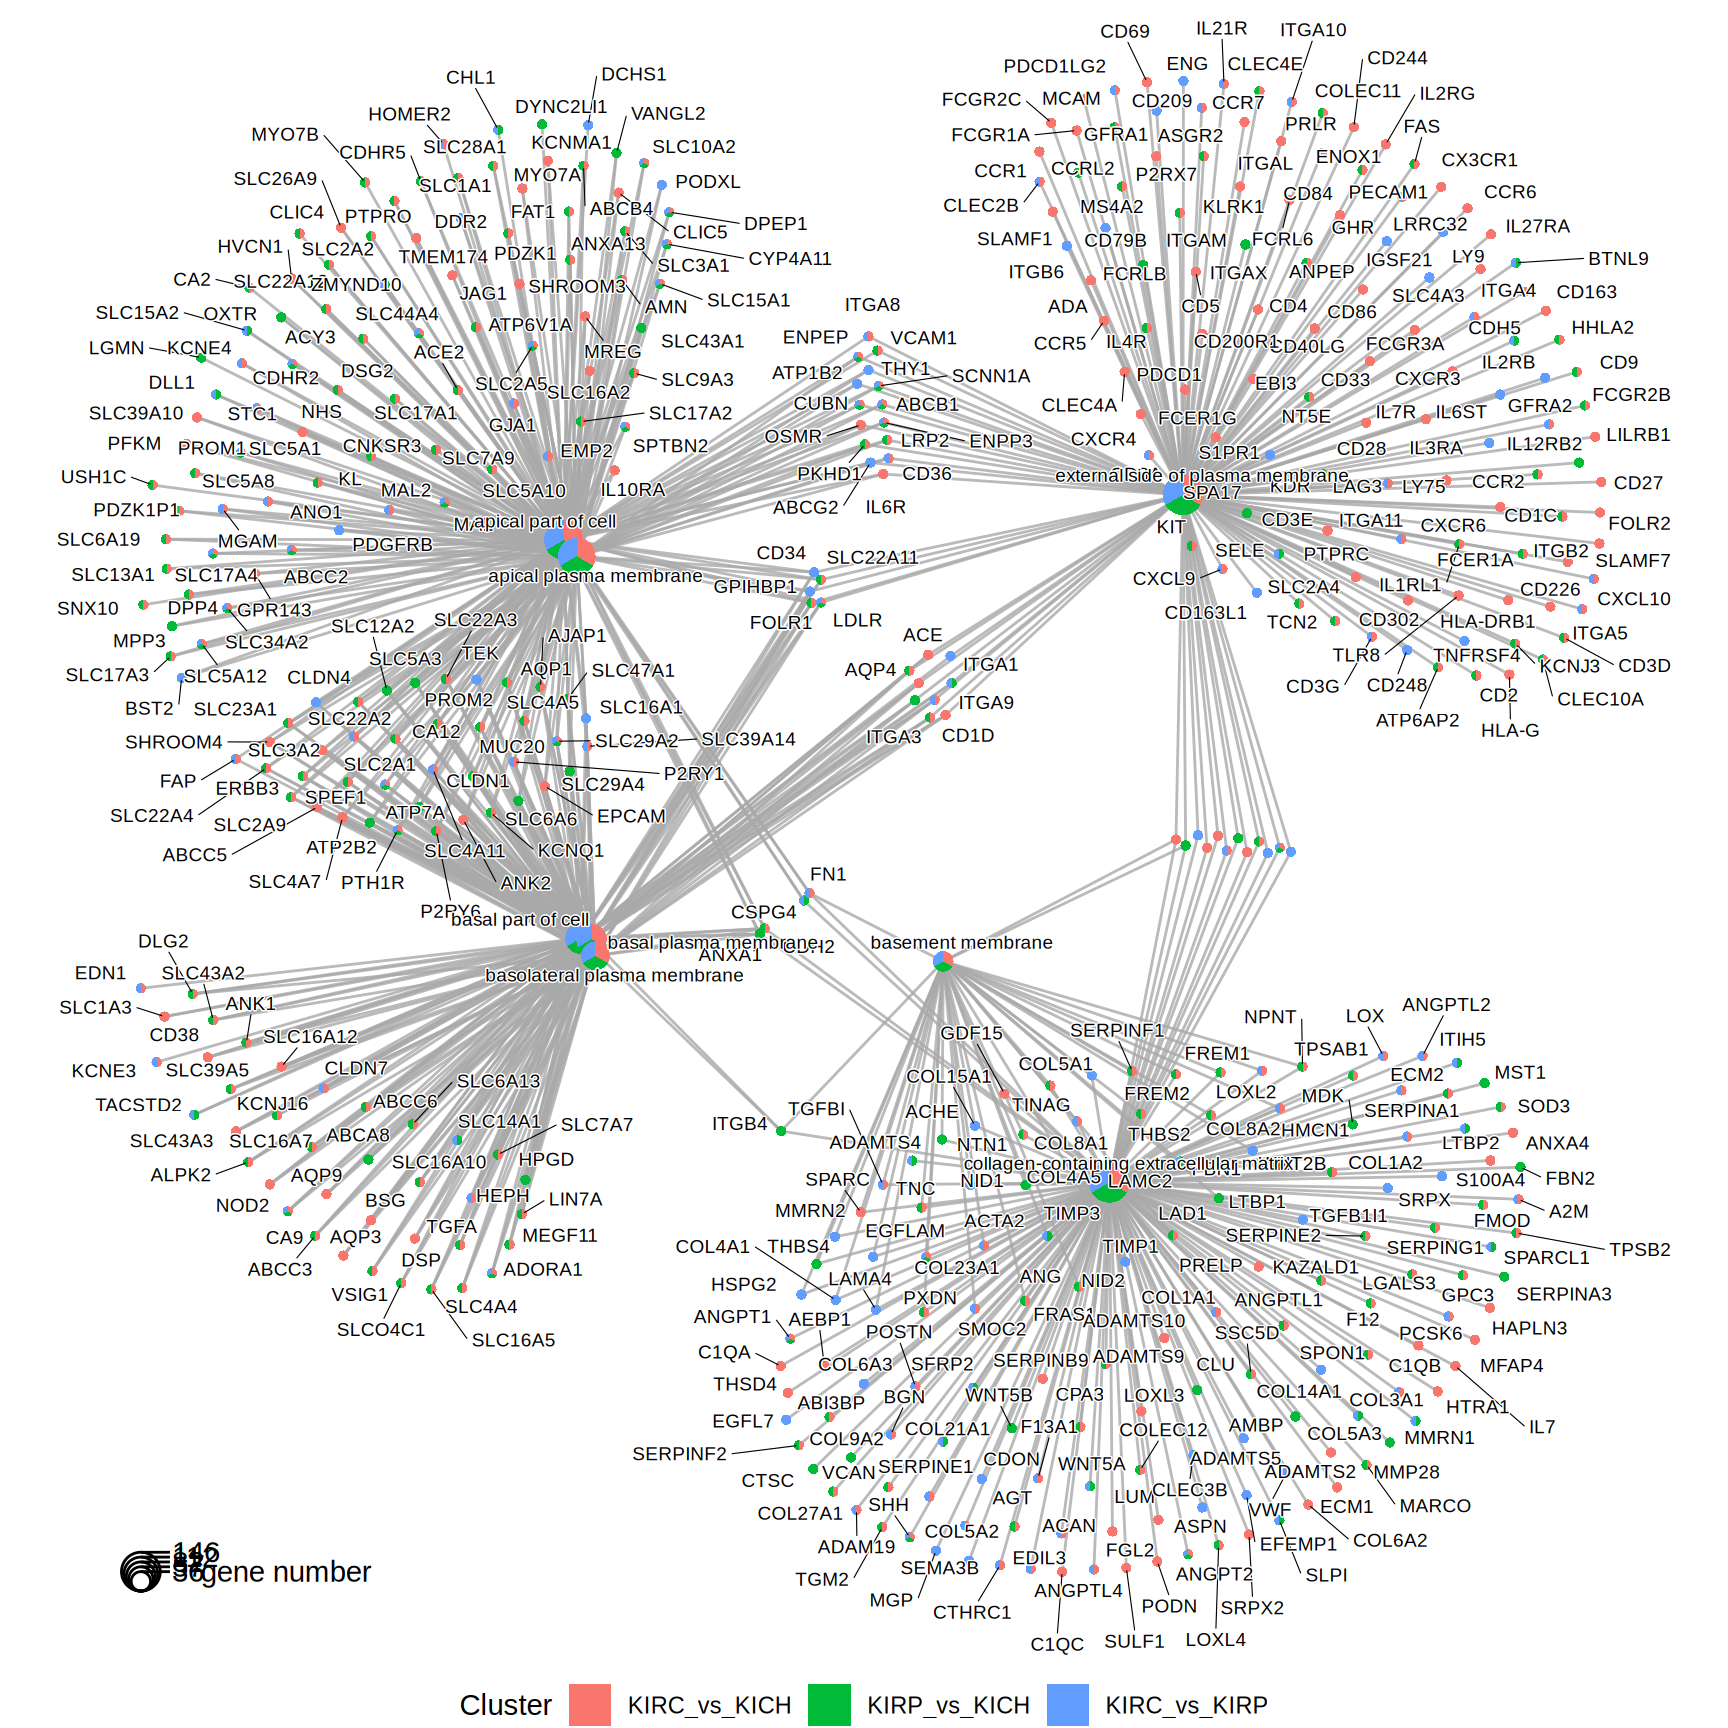 CD69
IL21R
ITGA10
PDCD1LG2
ENG
CLEC4E
CD244
CHL1
DCHS1
FCGR2C
MCAM
CD209
CCR7
COLEC11
IL2RG
HOMER2
DYNC2LI1
VANGL2
MYO7B
CDHR5
SLC28A1
KCNMA1
SLC10A2
FCGR1A
GFRA1
ASGR2
PRLR
FAS
SLC26A9
SLC1A1
MYO7A
PODXL
CCR1
CCRL2
P2RX7
ITGAL
ENOX1
CX3CR1
CLIC4
PTPRO
DDR2
FAT1
ABCB4
CLIC5
DPEP1
CLEC2B
MS4A2
KLRK1
CD84
PECAM1
CCR6
HVCN1
SLC2A2
TMEM174
PDZK1
ANXA13
SLC3A1
CYP4A11
SLAMF1
CD79B
ITGAM
FCRL6
GHR
LRRC32
IL27RA
CA2
ZMYND10
JAG1
SHROOM3
AMN
SLC15A1
ITGB6
FCRLB
ITGAX
ANPEP
IGSF21
LY9
BTNL9
SLC15A2
OXTR
SLC44A4
ATP6V1A
ITGA8
ADA
CD5
CD4
CD86
SLC4A3
ITGA4
CD163
LGMN
KCNE4
ACY3
ACE2
MREG
SLC43A1
ENPEP
VCAM1
CCR5
IL4R
CD200R1
CD40LG
FCGR3A
CDH5
HHLA2
DLL1
CDHR2
DSG2
SLC2A5
SLC16A2
SLC9A3
ATP1B2
THY1
SCNN1A
PDCD1
EBI3
CD33
CXCR3
IL2RB
CD9
SLC39A10
STC1
NHS
SLC17A1
GJA1
SLC17A2
CUBN
ABCB1
CLEC4A
FCER1G
NT5E
IL7R
IL6ST
GFRA2
FCGR2B
PFKM
PROM1
SLC5A1
CNKSR3
SLC7A9
EMP2
SPTBN2
OSMR
LRP2
ENPP3
CXCR4
S1PR1
CD28
IL3RA
IL12RB2
LILRB1
USH1C
SLC5A8
KL
MAL2
SLC5A10
IL10RA
PKHD1
CD36
external side of plasma membrane
SPA17
KDR
LAG3
LY75
CCR2
CD27
PDZK1P1
ANO1
apical part of cell
ABCG2
IL6R
KIT
CD3E
ITGA11
CXCR6
CD1C
FOLR2
SLC6A19
MGAM
PDGFRB
CD34
SLC22A11
SELE
PTPRC
FCER1A
ITGB2
SLAMF7
SLC13A1
SLC17A4
ABCC2
apical plasma membrane
GPIHBP1
CXCL9
SLC2A4
IL1RL1
CD226
CXCL10
SNX10
DPP4
GPR143
SLC12A2
SLC22A3
FOLR1
LDLR
CD163L1
TCN2
CD302
HLA-DRB1
ITGA5
MPP3
SLC34A2
SLC5A3
TEK
AJAP1
ACE
TLR8
TNFRSF4
KCNJ3
CD3D
SLC17A3
SLC5A12
CLDN4
PROM2
AQP1
SLC47A1
AQP4
ITGA1
CD3G
CD248
CD2
CLEC10A
BST2
SLC23A1
SLC22A2
CA12
SLC4A5
SLC16A1
ITGA9
ATP6AP2
HLA-G
SHROOM4
SLC3A2
MUC20
SLC29A2
SLC39A14
ITGA3
CD1D
FAP
ERBB3
SLC2A1
CLDN1
SLC29A4
P2RY1
SLC22A4
SPEF1
ATP7A
SLC6A6
EPCAM
SLC2A9
ABCC5
ATP2B2
SLC4A11
KCNQ1
SLC4A7
PTH1R
ANK2
FN1
P2RY6
basal part of cell
CSPG4
DLG2
basal plasma membrane
ANXA1
basement membrane
EDN1
SLC43A2
basolateral plasma membrane
SLC1A3
ANK1
NPNT
LOX
ANGPTL2
CD38
SLC16A12
GDF15
SERPINF1
TPSAB1
ITIH5
KCNE3
SLC39A5
CLDN7
COL15A1
COL5A1
FREM1
ECM2
MST1
TACSTD2
KCNJ16
ABCC6
SLC6A13
TGFBI
ACHE
TINAG
FREM2
LOXL2
MDK
SERPINA1
SOD3
SLC43A3
SLC16A7
ABCA8
SLC14A1
SLC7A7
ITGB4
ADAMTS4
NTN1
COL8A1
THBS2
COL8A2
HMCN1
LTBP2
ANXA4
ALPK2
AQP9
SLC16A10
HPGD
collagen-containing extracellular matrix
FBN1
COL1A2
SPARC
TNC
NID1
COL4A5
LAMC2
S100A4
FBN2
NOD2
BSG
HEPH
LIN7A
MMRN2
EGFLAM
ACTA2
TIMP3
LAD1
LTBP1
TGFB1I1
SRPX
FMOD
A2M
CA9
AQP3
TGFA
MEGF11
COL4A1
THBS4
COL23A1
TIMP1
SERPINE2
SERPING1
SPARCL1
TPSB2
ABCC3
DSP
ADORA1
HSPG2
LAMA4
ANG
NID2
PRELP
KAZALD1
LGALS3
GPC3
SERPINA3
VSIG1
SLC4A4
ANGPT1
AEBP1
PXDN
FRAS1
COL1A1
ANGPTL1
F12
PCSK6
HAPLN3
SLCO4C1
SLC16A5
POSTN
SMOC2
ADAMTS10
SSC5D
SPON1
C1QB
MFAP4
C1QA
COL6A3
SFRP2
SERPINB9
ADAMTS9
CLU
THSD4
ABI3BP
BGN
WNT5B
CPA3
LOXL3
COL14A1
COL3A1
HTRA1
IL7
EGFL7
COL9A2
COL21A1
F13A1
COLEC12
AMBP
COL5A3
MMRN1
SERPINF2
VCAN
SERPINE1
CDON
WNT5A
ADAMTS5
ADAMTS2
MMP28
CTSC
SHH
AGT
LUM
CLEC3B
VWF
ECM1
MARCO
COL27A1
COL5A2
ACAN
ASPN
EFEMP1
COL6A2
ADAM19
SEMA3B
EDIL3
FGL2
ANGPT2
SLPI
TGM2
MGP
CTHRC1
ANGPTL4
PODN
SRPX2
C1QC
SULF1
LOXL4
146
gene number
Cluster
KIRC_vs_KICH
KIRP_vs_KICH
KIRC_vs_KIRP